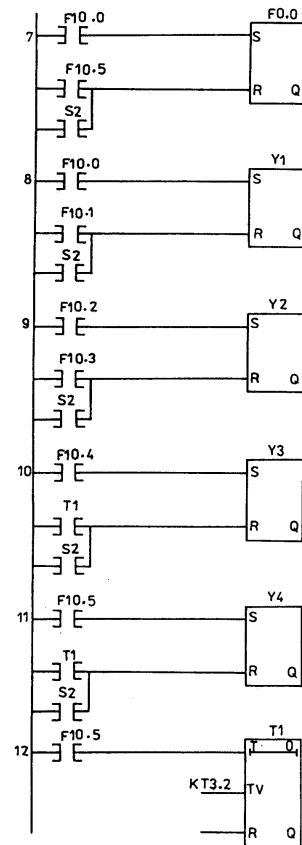 F10.0 F0.0
7 S
F10.5
R Q
S2
F10.0 Y1
8 S
F10.1
R Q
S2
F10.2 Y2
9 S
F10.3
R Q
S2
F10.4 Y3
10 S
T1
R Q
S2
F10.5 Y4
11 S
T1
R Q
S2
F10.5 T1
12 T 0
KT3.2 TV
R Q